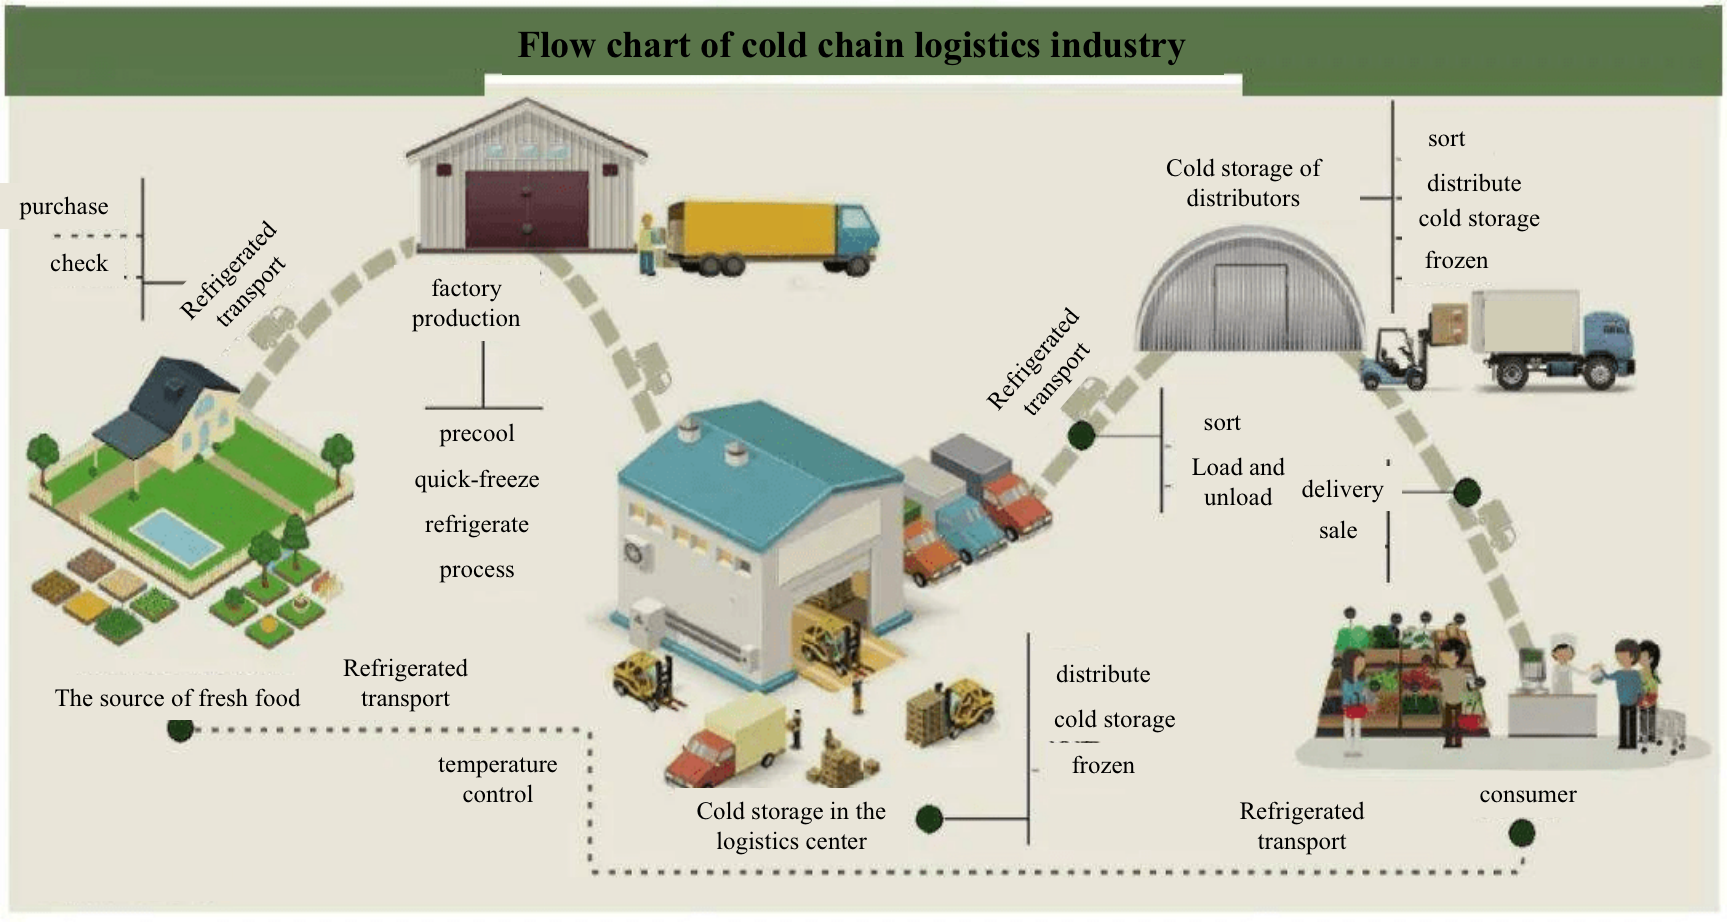 Flow chart of cold chain logistics industry
purchase
check
Refrigerated
transport
factory
production
precool
quick-freeze
refrigerate
process
The source of fresh food
Refrigerated
transport
temperature
control
Cold storage in the
logistics center
distribute
cold storage
frozen
Refrigerated
transport
sort
Load and
unload
Cold storage of
distributors
sort
distribute
cold storage
frozen
delivery
sale
Refrigerated
transport
consumer